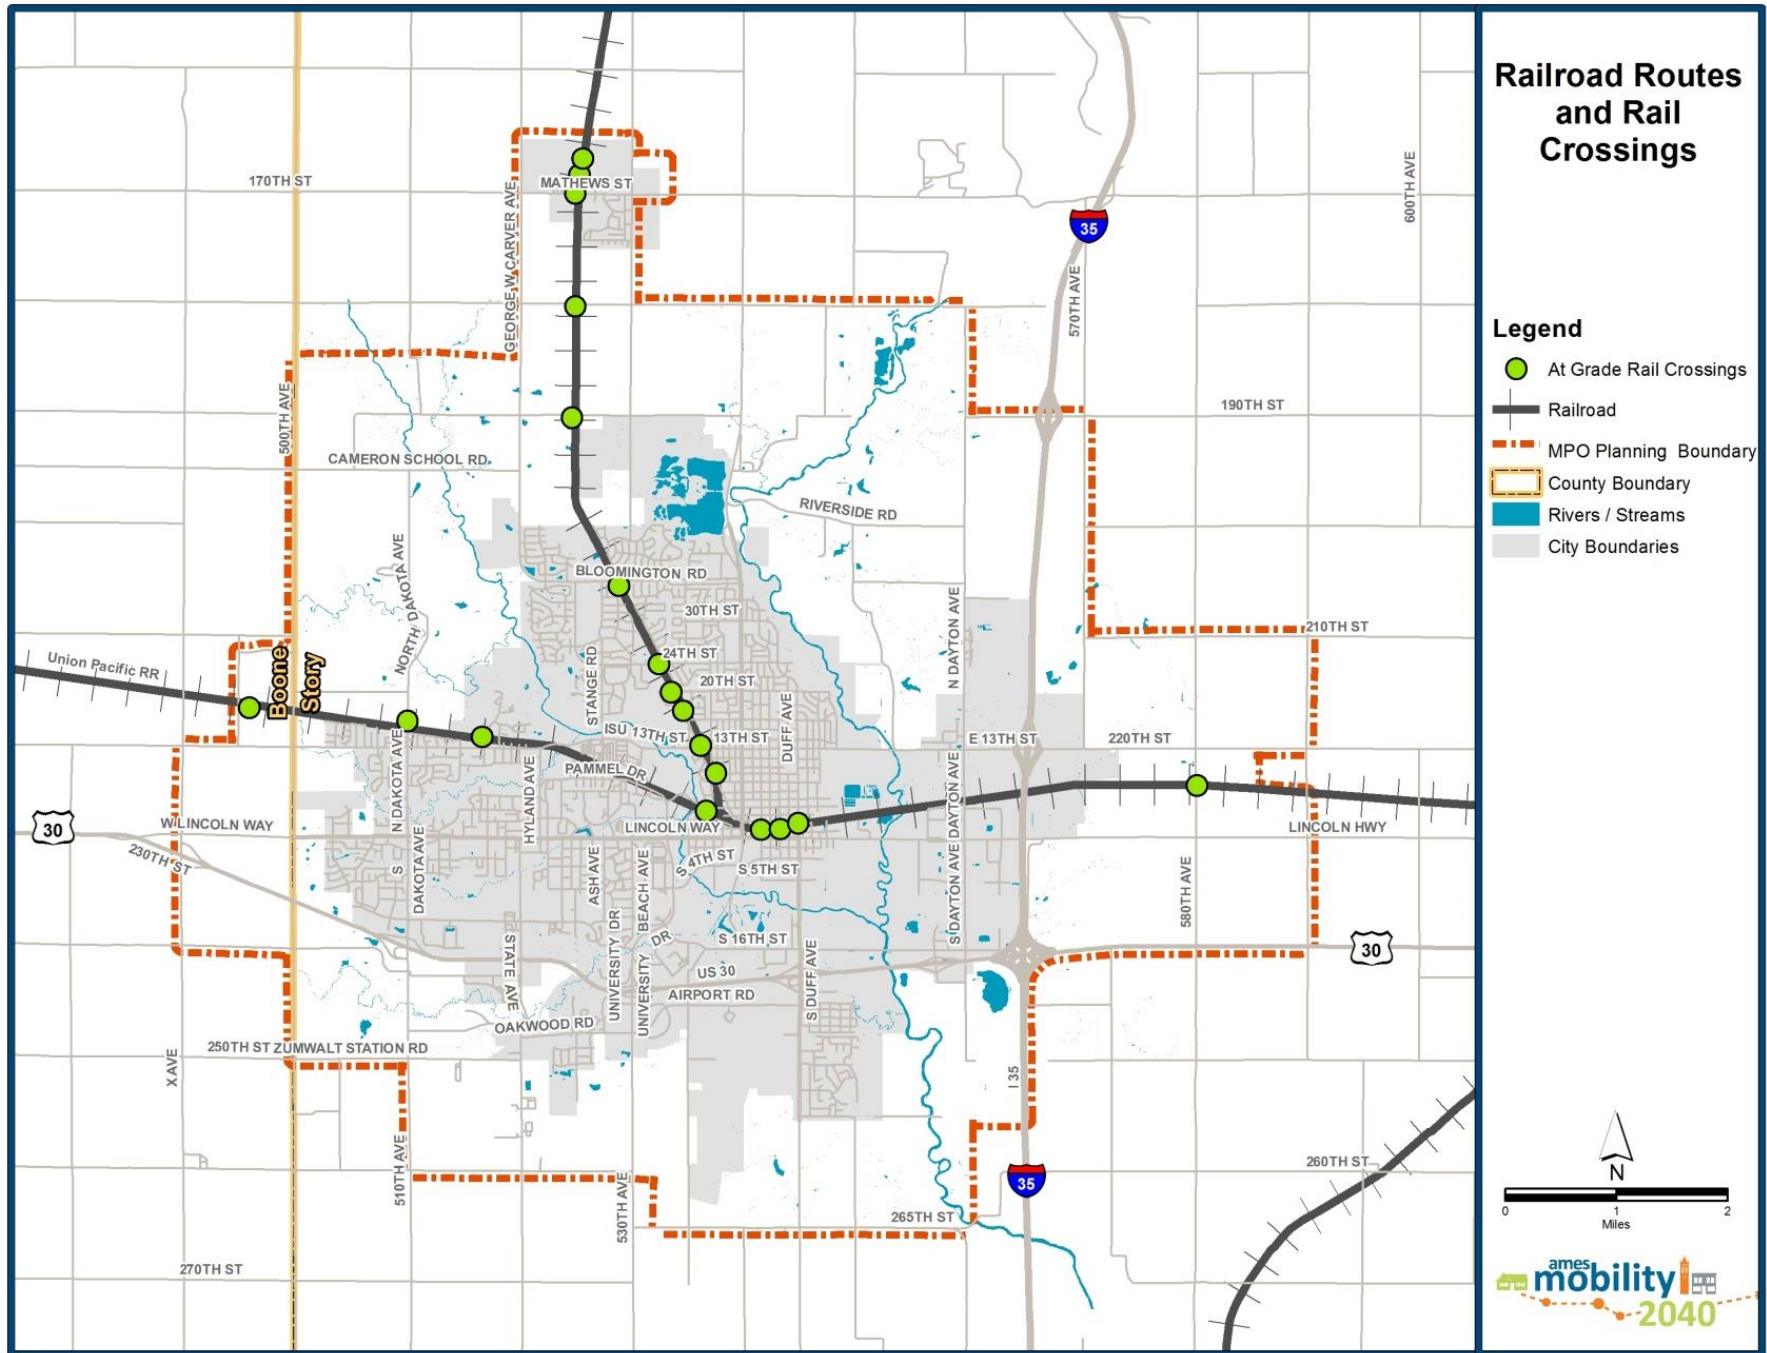 Railroad Routes
and Rail
Crossings
Legend
At Grade Rail Crossings
Railroad
MPO Planning Boundary
County Boundary
Rivers / Streams
City Boundaries
N
0 1 2
Miles
ames
mobility
2040
170TH ST
MATHEWS ST
GEORGE W CARVER AVE
35
600TH AVE
570TH AVE
500TH AVE
190TH ST
CAMERON SCHOOL RD
RIVERSIDE RD
NORTH DAKOTA AVE
BLOOMINGTON RD
30TH ST
N DAYTON AVE
210TH ST
Union Pacific RR
Boone
Story
STANGE RD
24TH ST
20TH ST
DUFF AVE
ISU 13TH ST
13TH ST
E 13TH ST
220TH ST
N DAKOTA AVE
HYLAND AVE
PAMMEL DR
DAYTON AVE
30
W LINCOLN WAY
LINCOLN WAY
LINCOLN HWY
230TH ST
S
DAKOTA AVE
ASH AVE
BEACH AVE
S 4TH ST
S 5TH ST
S DAYTON AVE
580TH AVE
STATE AVE
UNIVERSITY DR
UNIVERSITY
DR
S 16TH ST
US 30
30
AIRPORT RD
S DUFF AVE
UNIVERSITY BEACH AVE
OAKWOOD RD
250TH ST
ZUMWALT STATION RD
X AVE
I 35
510TH AVE
530TH AVE
35
260TH ST
265TH ST
270TH ST